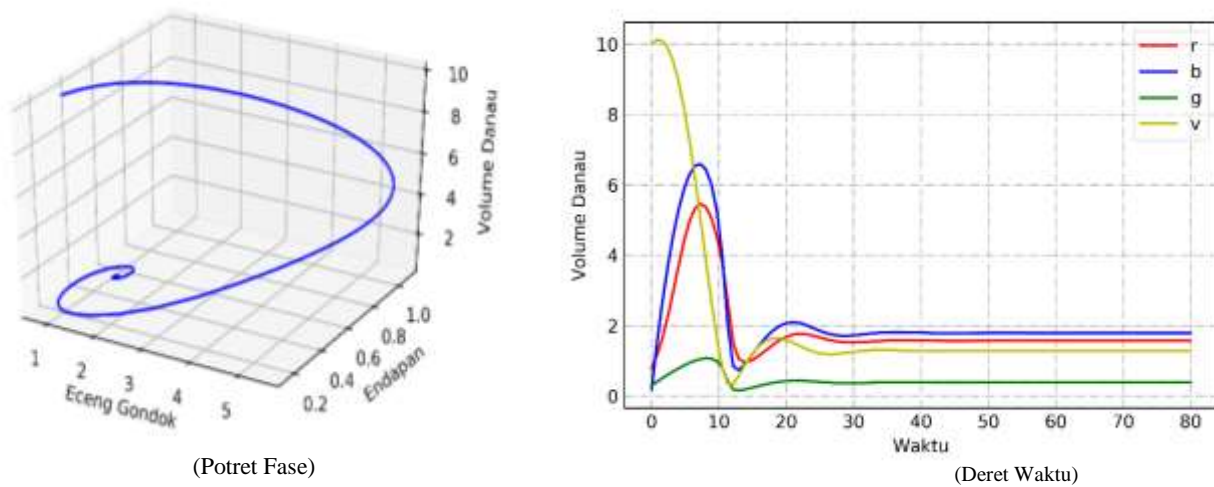 10
8
6
4
2
Volume Danau
1
2
3
4
5
Eceng Gondok
0.2
0.4
0.6
0.8
1.0
Endapan
(Potret Fase)
10
8
6
4
2
0
Volume Danau
r
b
g
v
0 10 20 30 40 50 60 70 80
Waktu
(Deret Waktu)